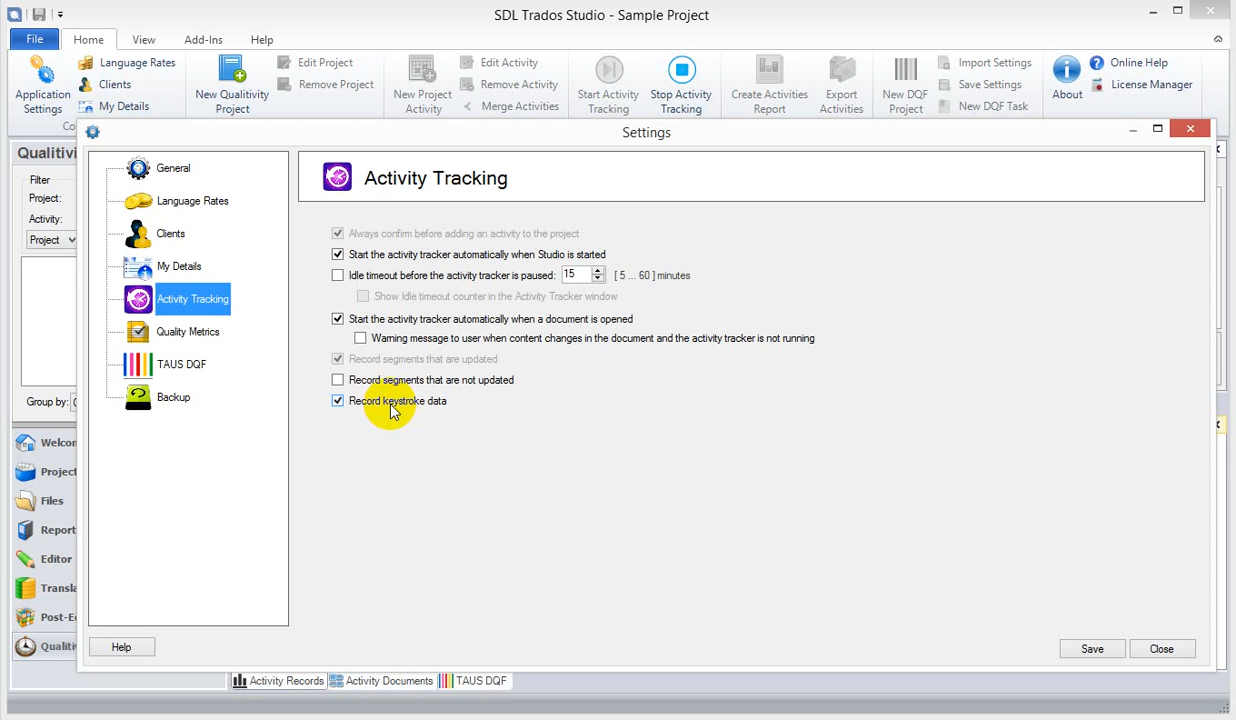 SDL Trados Studio - Sample Project
File Home View Add-Ins Help
Application Settings
Language Rates
Clients
My Details
New Qualitivity Project
Edit Project
Remove Project
New Project Activity
Edit Activity
Remove Activity
Merge Activities
Start Activity Tracking
Stop Activity Tracking
Create Activities Report
Export Activities
New DQF Project
Import Settings
Save Settings
New DQF Task
About
Online Help
License Manager
Co
Settings
Qualitivi
Filter
Project:
Activity:
Project
Group by:
Welcom
Project
Files
Report
Editor
Transla
Post-E
Qualiti
General
Language Rates
Clients
My Details
Activity Tracking
Quality Metrics
TAUS DQF
Backup
Activity Tracking
Always confirm before adding an activity to the project
Start the activity tracker automatically when Studio is started
Idle timeout before the activity tracker is paused: 15 [ 5 ... 60 ] minutes
Show Idle timeout counter in the Activity Tracker window
Start the activity tracker automatically when a document is opened
Warning message to user when content changes in the document and the activity tracker is not running
Record segments that are updated
Record segments that are not updated
Record keystroke data
Help Save Close
Activity Records Activity Documents TAUS DQF